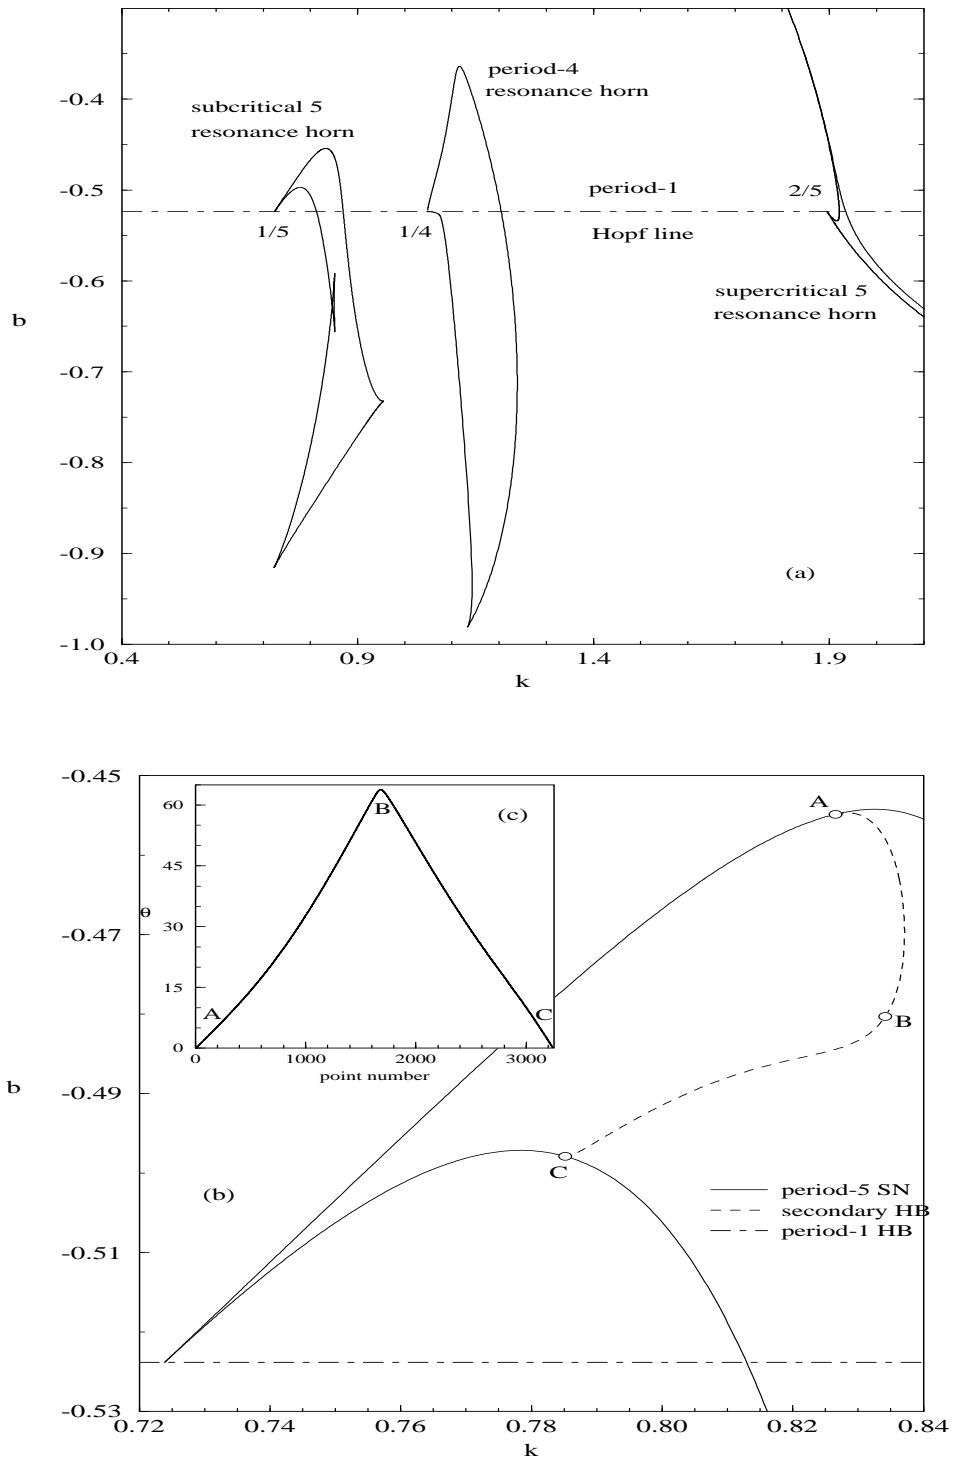 -0.4
-0.5
-0.6
-0.7
-0.8
-0.9
-1.0
b
0.4
0.9
1.4
1.9
k
subcritical 5
resonance horn
period-4
resonance horn
period-1
2/5
1/5
1/4
Hopf line
supercritical 5
resonance horn
(a)
-0.45
-0.47
-0.49
-0.51
-0.53
b
0.72
0.74
0.76
0.78
0.80
0.82
0.84
k
60
45
30
15
0
θ
0
1000
2000
3000
point number
A
B
C
(c)
A
B
C
(b)
period-5 SN
secondary HB
period-1 HB